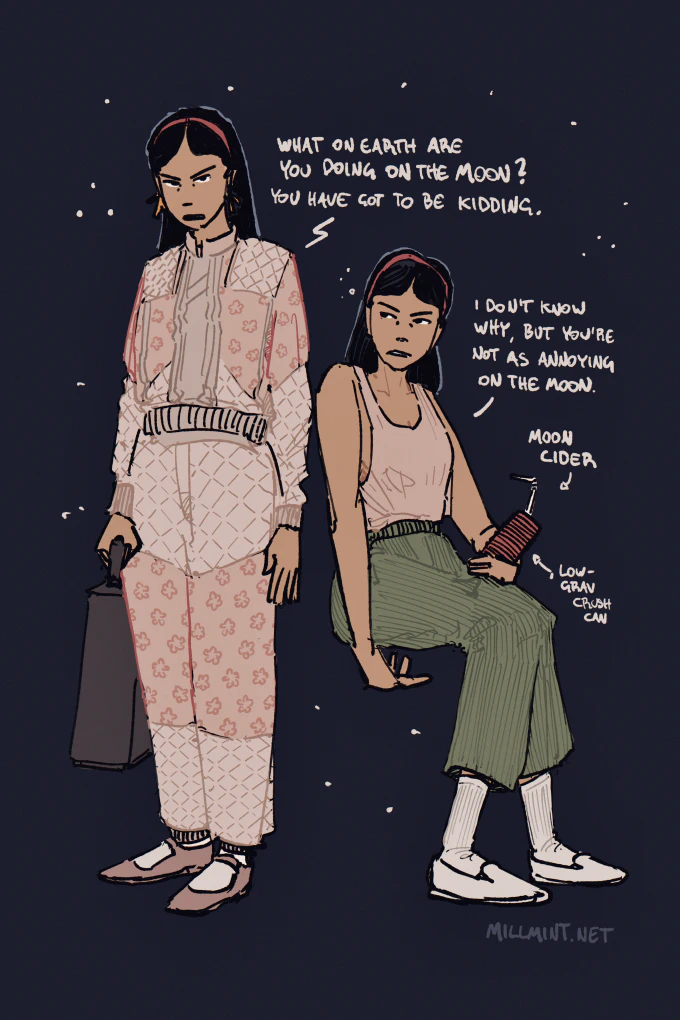 WHAT ON EARTH ARE
YOU DOING ON THE MOON?
YOU HAVE GOT TO BE KIDDING.
I DON'T KNOW
WHY, BUT YOU'RE
NOT AS ANNOYING
ON THE MOON.
MOON
CIDER
LOW-
GRAV
CRUSH
CAN
MILLMINT.NET